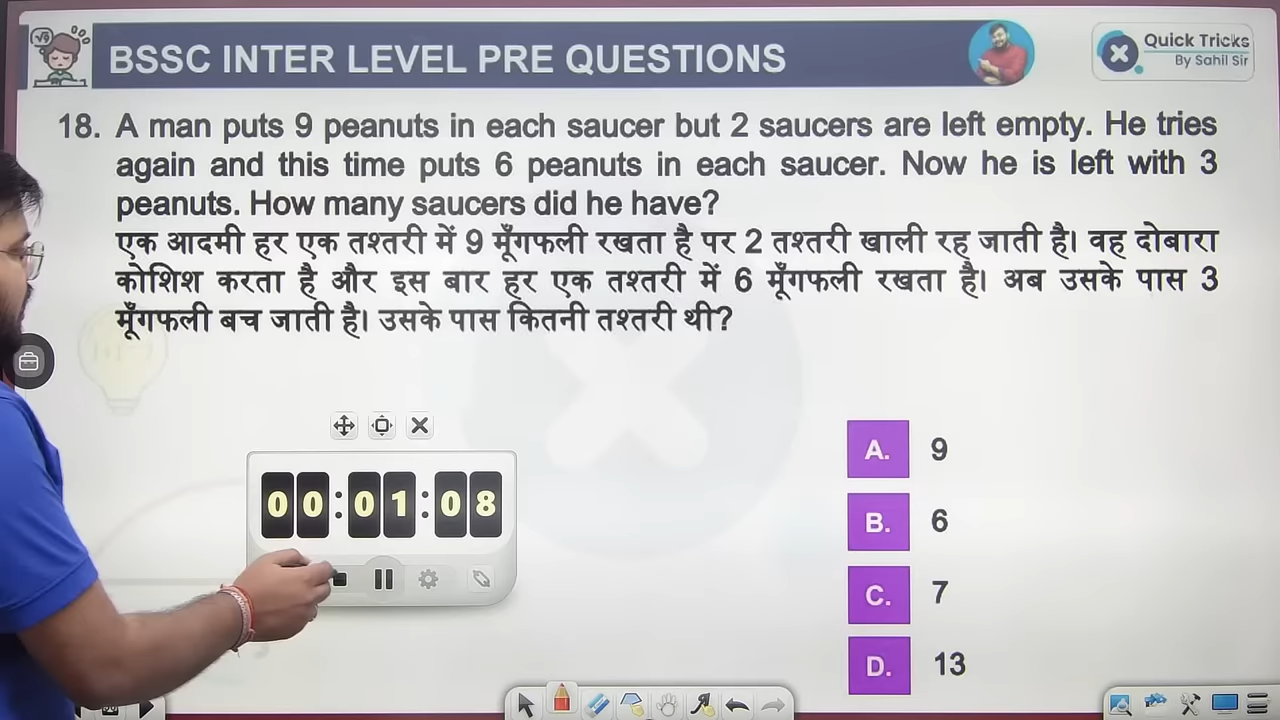 BSSC INTER LEVEL PRE QUESTIONS
Quick Tricks
By Sahil Sir
18. A man puts 9 peanuts in each saucer but 2 saucers are left empty. He tries
again and this time puts 6 peanuts in each saucer. Now he is left with 3
peanuts. How many saucers did he have?
एक आदमी हर एक तश्तरी में 9 मूँगफली रखता है पर 2 तश्तरी खाली रह जाती है। वह दोबारा
कोशिश करता है और इस बार हर एक तश्तरी में 6 मूँगफली रखता है। अब उसके पास 3
मूँगफली बच जाती है। उसके पास कितनी तश्तरी थी?
00:01:08
A. 9
B. 6
C. 7
D. 13